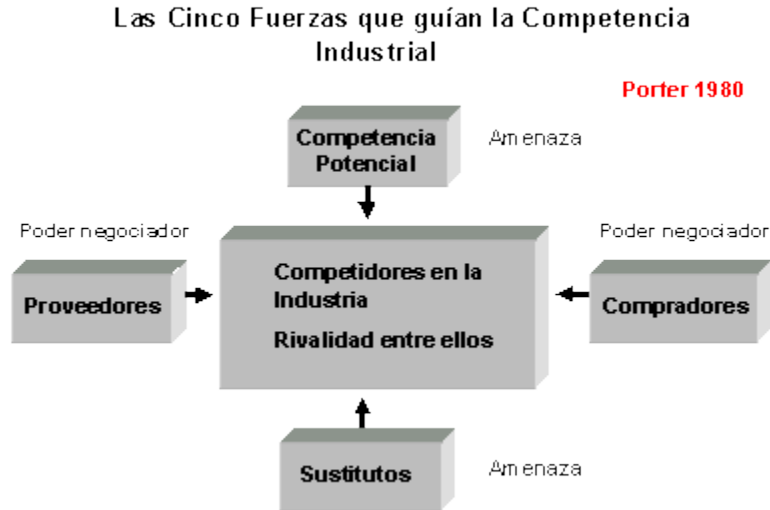 Las Cinco Fuerzas que guían la Competencia
Industrial
Porter 1980
Competencia
Potencial
Amenaza
Poder negociador
Poder negociador
Proveedores
Competidores en la
Industria
Rivalidad entre ellos
Compradores
Sustitutos
Amenaza